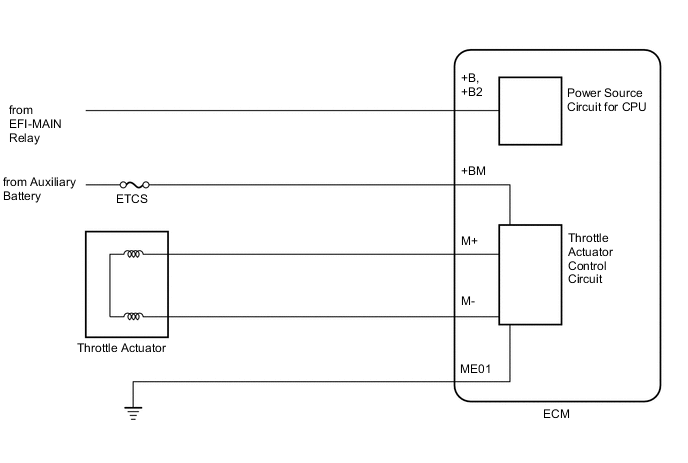 from
EFI-MAIN
Relay
+B,
+B2
Power Source
Circuit for CPU
from Auxiliary
Battery
ETCS
+BM
M+
Throttle
Actuator
Control
Circuit
M-
Throttle Actuator
ME01
ECM